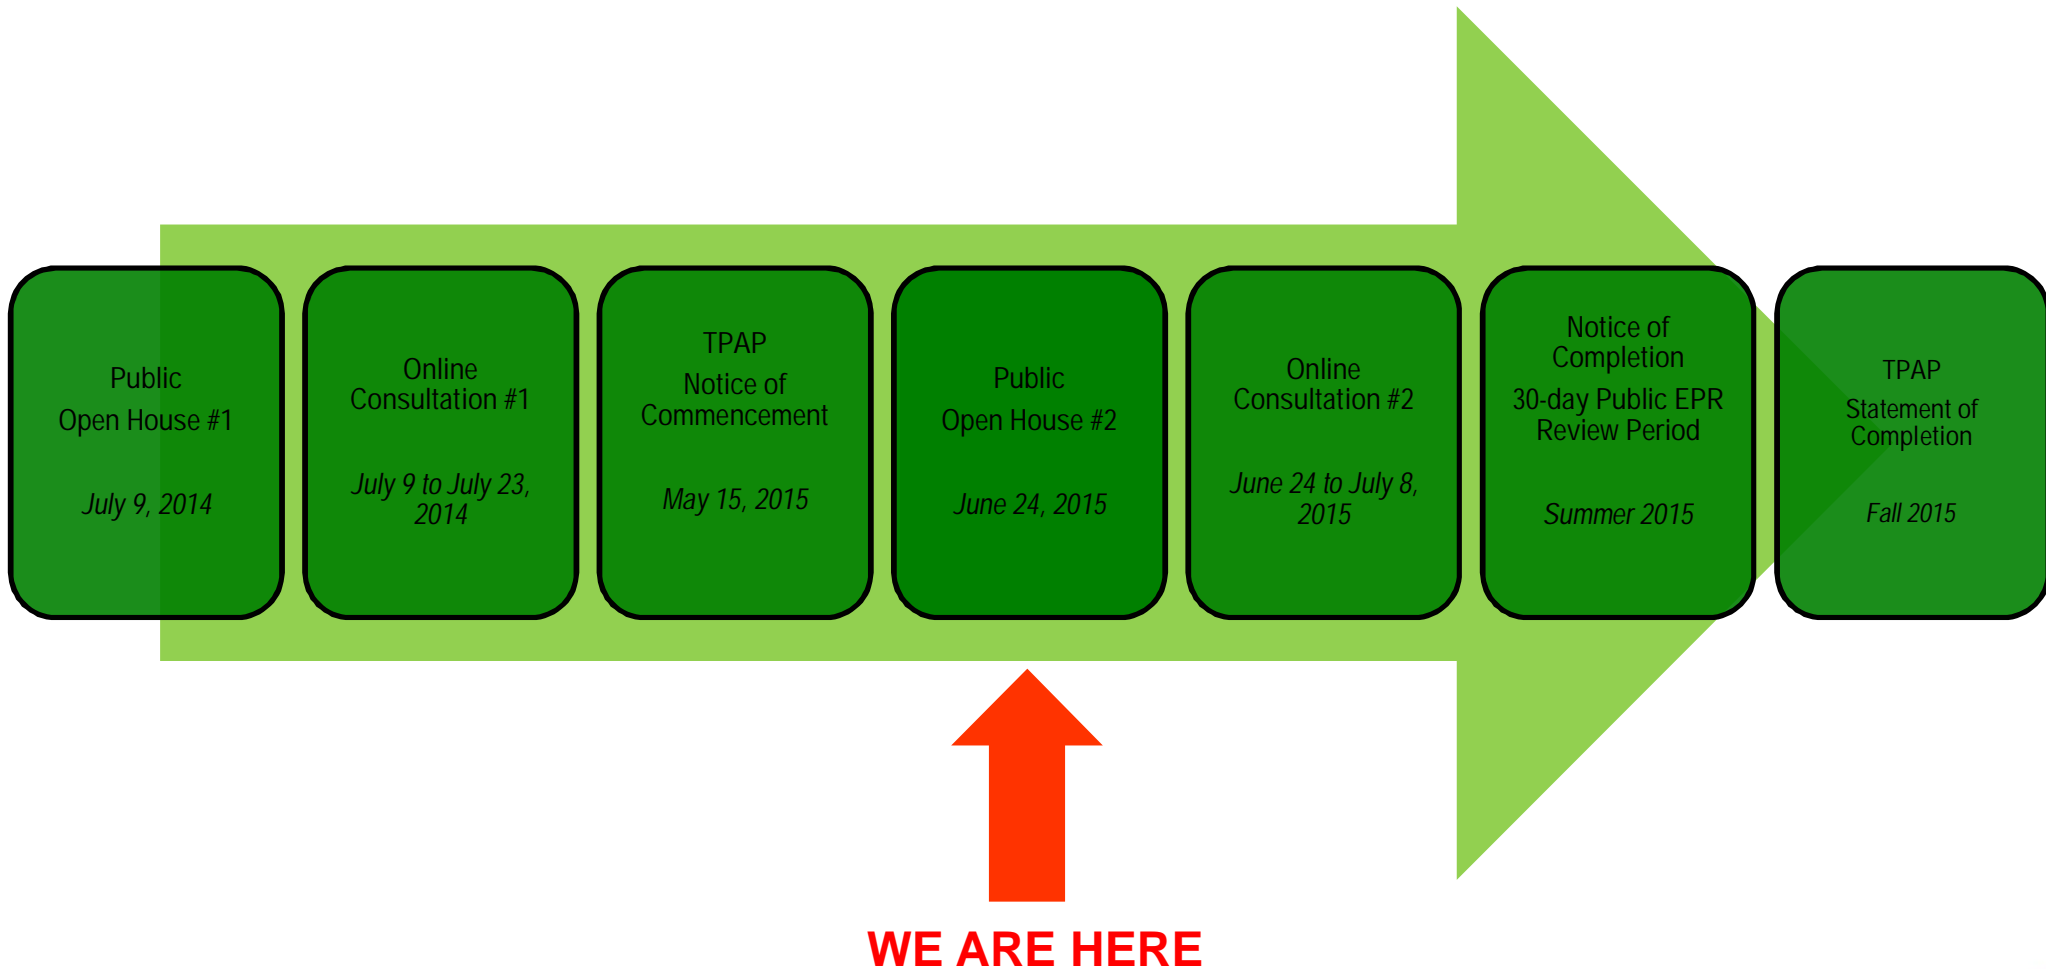 Public
Open House #1
July 9, 2014
Online
Consultation #1
July 9 to July 23,
2014
TPAP
Notice of
Commencement
May 15, 2015
Public
Open House #2
June 24, 2015
Online
Consultation #2
June 24 to July 8,
2015
Notice of
Completion
30-day Public EPR
Review Period
Summer 2015
TPAP
Statement of
Completion
Fall 2015
WE ARE HERE